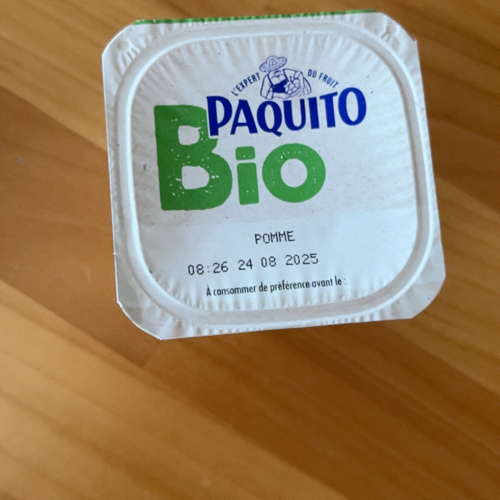 L'EXPERT DU FRUIT
PAQUITO
Bio
POMME
08:26 24 08 2025
À consommer de préférence avant le :